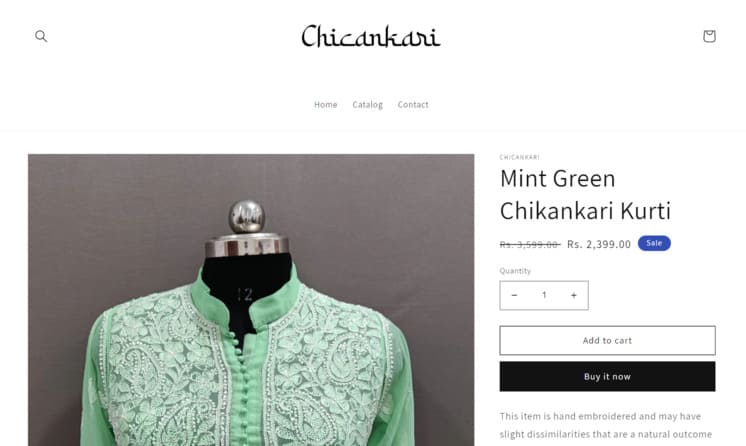 Chicankari
Home Catalog Contact
CHICANKARI
Mint Green
Chikankari Kurti
Rs. 3,599.00 Rs. 2,399.00 Sale
Quantity
− 1 +
Add to cart
Buy it now
This item is hand embroidered and may have
slight dissimilarities that are a natural outcome
12